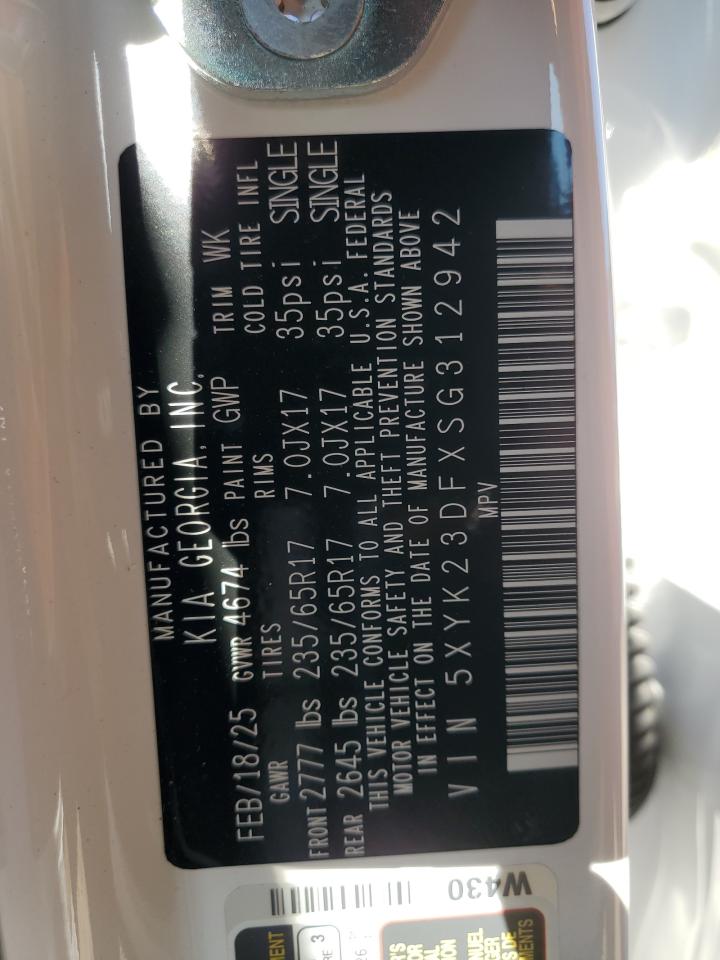 MANUFACTURED BY
KIA GEORGIA, INC.
FEB/18/25 GVWR 4674 lbs PAINT GWP TRIM WK
GAWR TIRES RIMS COLD TIRE INFL
FRONT 2777 lbs 235/65R17 7.0JX17 35psi SINGLE
REAR 2645 lbs 235/65R17 7.0JX17 35psi SINGLE
THIS VEHICLE CONFORMS TO ALL APPLICABLE U.S.A. FEDERAL
MOTOR VEHICLE SAFETY AND THEFT PREVENTION STANDARDS
IN EFFECT ON THE DATE OF MANUFACTURE SHOWN ABOVE
VIN 5XYK23DFXSG312942
MPV
W430
3